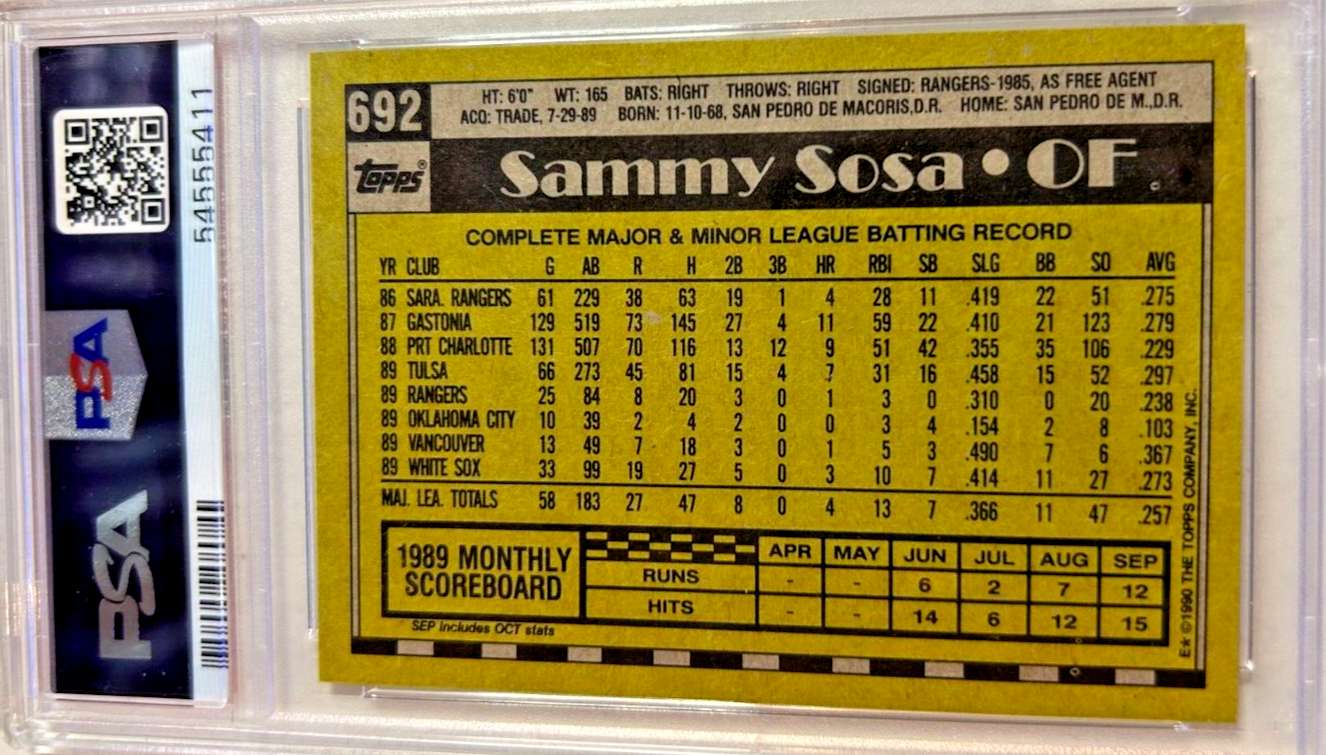 54555411
PSA
PSA
692
HT: 6'0" WT: 165 BATS: RIGHT THROWS: RIGHT SIGNED: RANGERS-1985, AS FREE AGENT
ACQ: TRADE, 7-29-89 BORN: 11-10-68, SAN PEDRO DE MACORIS,D.R. HOME: SAN PEDRO DE M.,D.R.
TOPPS®
Sammy Sosa • OF
COMPLETE MAJOR & MINOR LEAGUE BATTING RECORD
YR CLUB G AB R H 2B 3B HR RBI SB SLG BB SO AVG
86 SARA. RANGERS 61 229 38 63 19 1 4 28 11 .419 22 51 .275
87 GASTONIA 129 519 73 145 27 4 11 59 22 .410 21 123 .279
88 PRT CHARLOTTE 131 507 70 116 13 12 9 51 42 .355 35 106 .229
89 TULSA 66 273 45 81 15 4 7 31 16 .458 15 52 .297
89 RANGERS 25 84 8 20 3 0 1 3 0 .310 0 20 .238
89 OKLAHOMA CITY 10 39 2 4 2 0 0 3 4 .154 2 8 .103
89 VANCOUVER 13 49 7 18 3 0 1 5 3 .490 7 6 .367
89 WHITE SOX 33 99 19 27 5 0 3 10 7 .414 11 27 .273
MAJ. LEA. TOTALS 58 183 27 47 8 0 4 13 7 .366 11 47 .257
1989 MONTHLY
SCOREBOARD
APR MAY JUN JUL AUG SEP
RUNS - - 6 2 7 12
HITS - - 14 6 12 15
SEP includes OCT stats
E* ©1990 THE TOPPS COMPANY, INC.